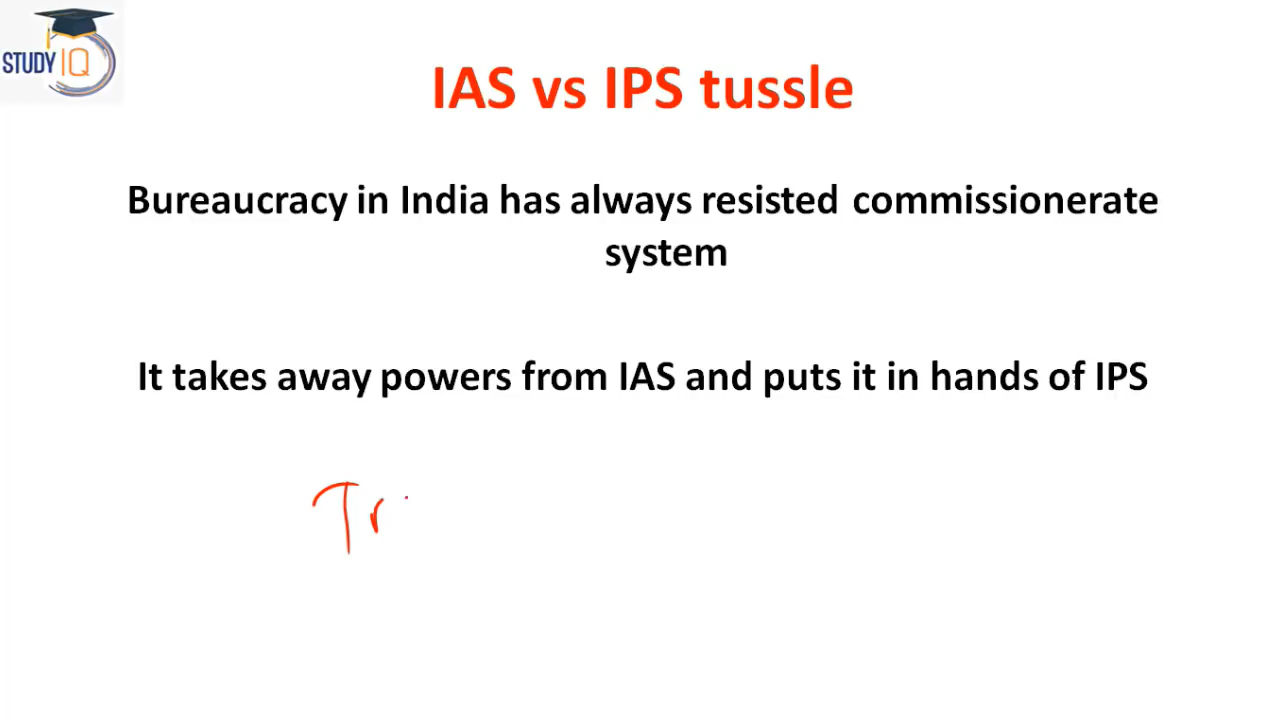 STUDY IQ
IAS vs IPS tussle
Bureaucracy in India has always resisted commissionerate
system
It takes away powers from IAS and puts it in hands of IPS
Tr